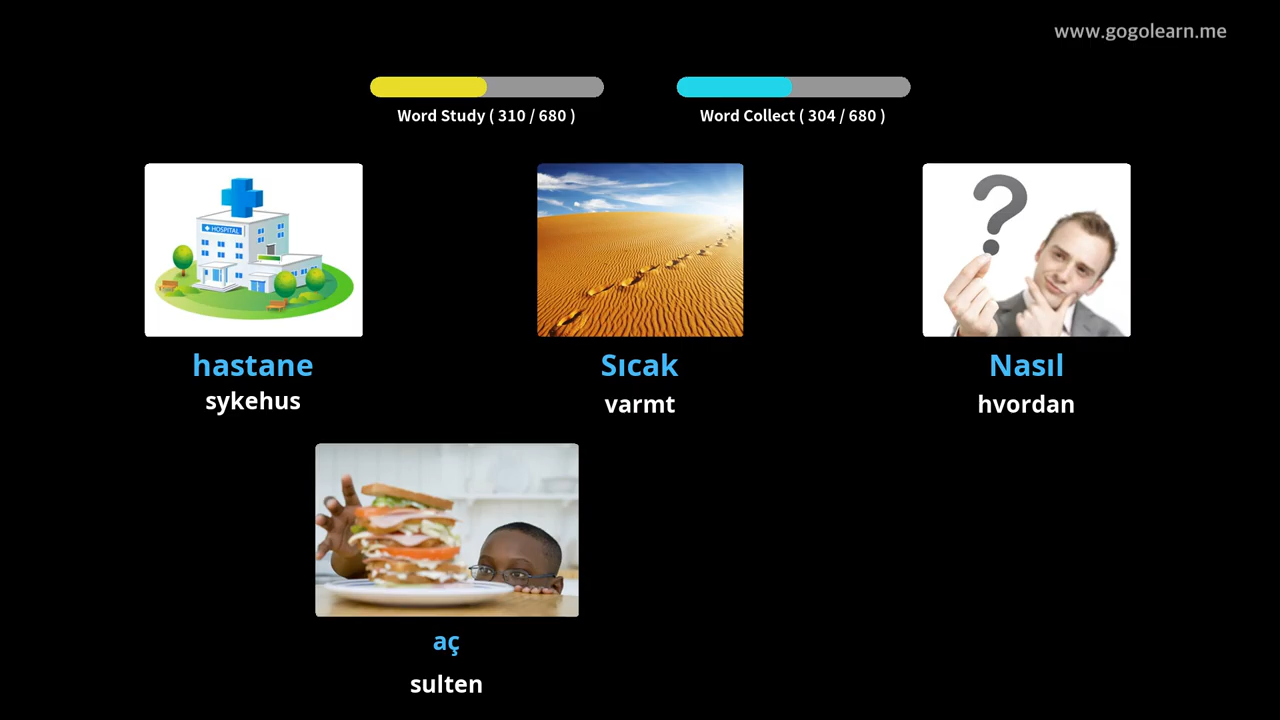 www.gogolearn.me
Word Study ( 310 / 680 )
Word Collect ( 304 / 680 )
HOSPITAL
hastane
sykehus
Sıcak
varmt
Nasıl
hvordan
?
aç
sulten